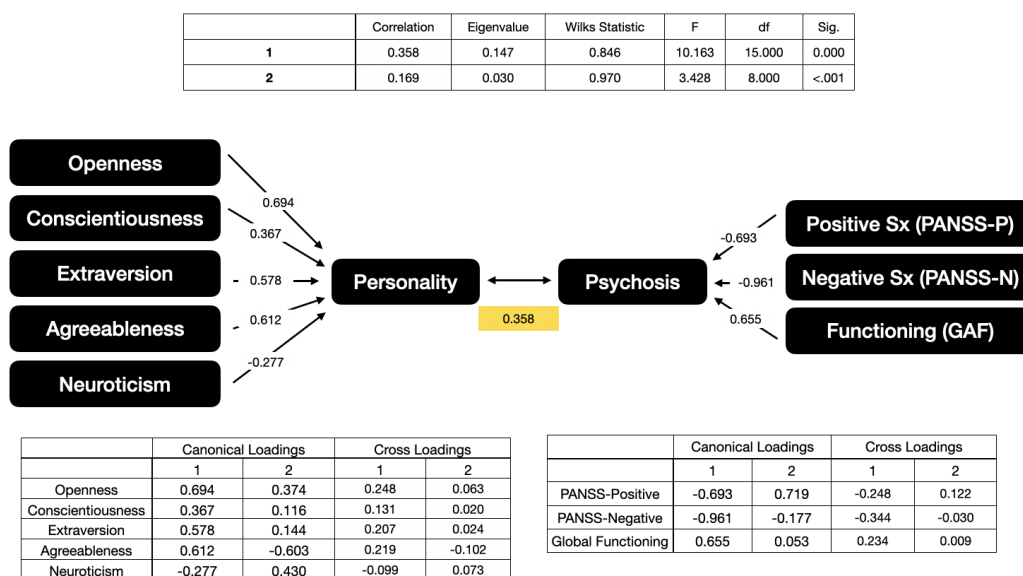 Correlation Eigenvalue Wilks Statistic F df Sig.
1 0.358 0.147 0.846 10.163 15.000 0.000
2 0.169 0.030 0.970 3.428 8.000 <.001
Openness
Conscientiousness
Extraversion
Agreeableness
Neuroticism
0.694
0.367
0.578
0.612
-0.277
Personality
0.358
Psychosis
-0.693
-0.961
0.655
Positive Sx (PANSS-P)
Negative Sx (PANSS-N)
Functioning (GAF)
Canonical Loadings Cross Loadings
1 2 1 2
Openness 0.694 0.374 0.248 0.063
Conscientiousness 0.367 0.116 0.131 0.020
Extraversion 0.578 0.144 0.207 0.024
Agreeableness 0.612 -0.603 0.219 -0.102
Neuroticism -0.277 0.430 -0.099 0.073
Canonical Loadings Cross Loadings
1 2 1 2
PANSS-Positive -0.693 0.719 -0.248 0.122
PANSS-Negative -0.961 -0.177 -0.344 -0.030
Global Functioning 0.655 0.053 0.234 0.009